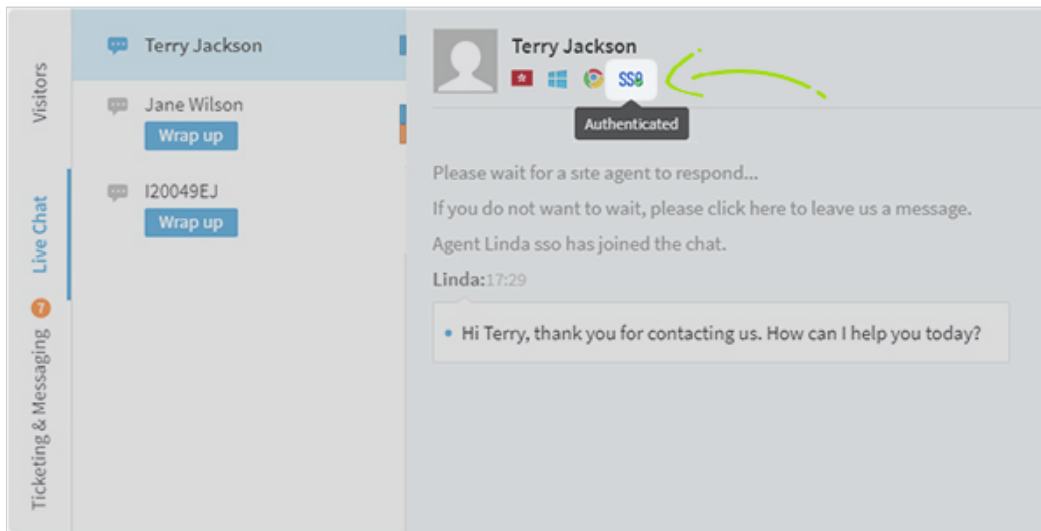 Visitors
Live Chat
7
Ticketing & Messaging
Terry Jackson
Jane Wilson
Wrap up
I20049EJ
Wrap up
Terry Jackson
SSO
Authenticated
Please wait for a site agent to respond...
If you do not want to wait, please click here to leave us a message.
Agent Linda sso has joined the chat.
Linda:17:29
Hi Terry, thank you for contacting us. How can I help you today?